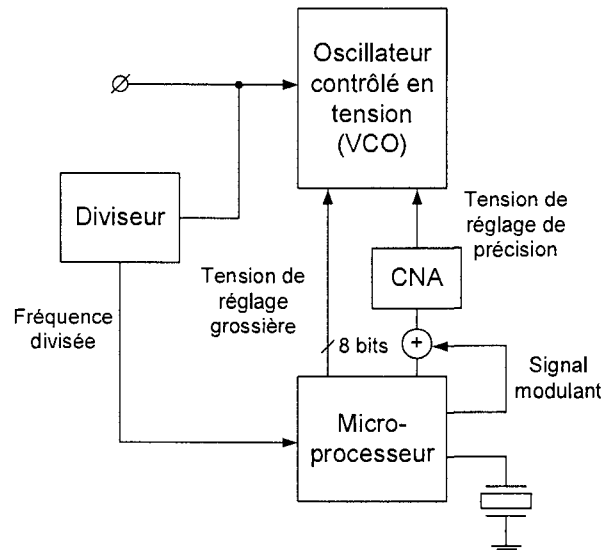 Oscillateur
contrôlé en
tension
(VCO)
Diviseur
Tension de
réglage de
précision
Tension de
réglage
grossière
CNA
Fréquence
divisée
8 bits
+
Signal
modulant
Micro-
processeur